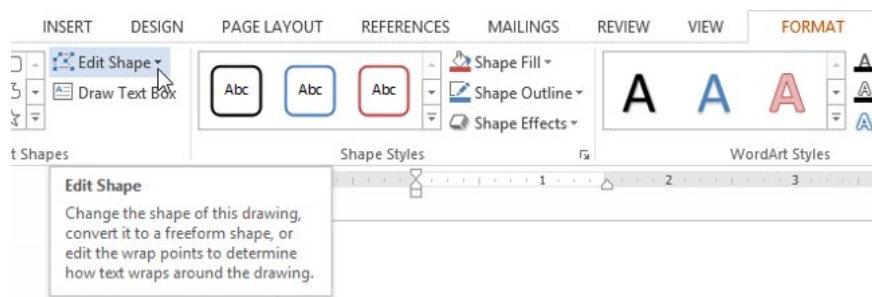 INSERT DESIGN PAGE LAYOUT REFERENCES MAILINGS REVIEW VIEW FORMAT
Edit Shape
Draw Text Box
Abc Abc Abc
Shape Fill
Shape Outline
Shape Effects
A A A
A
A
A
t Shapes Shape Styles WordArt Styles
1 2 3
Edit Shape
Change the shape of this drawing,
convert it to a freeform shape, or
edit the wrap points to determine
how text wraps around the drawing.